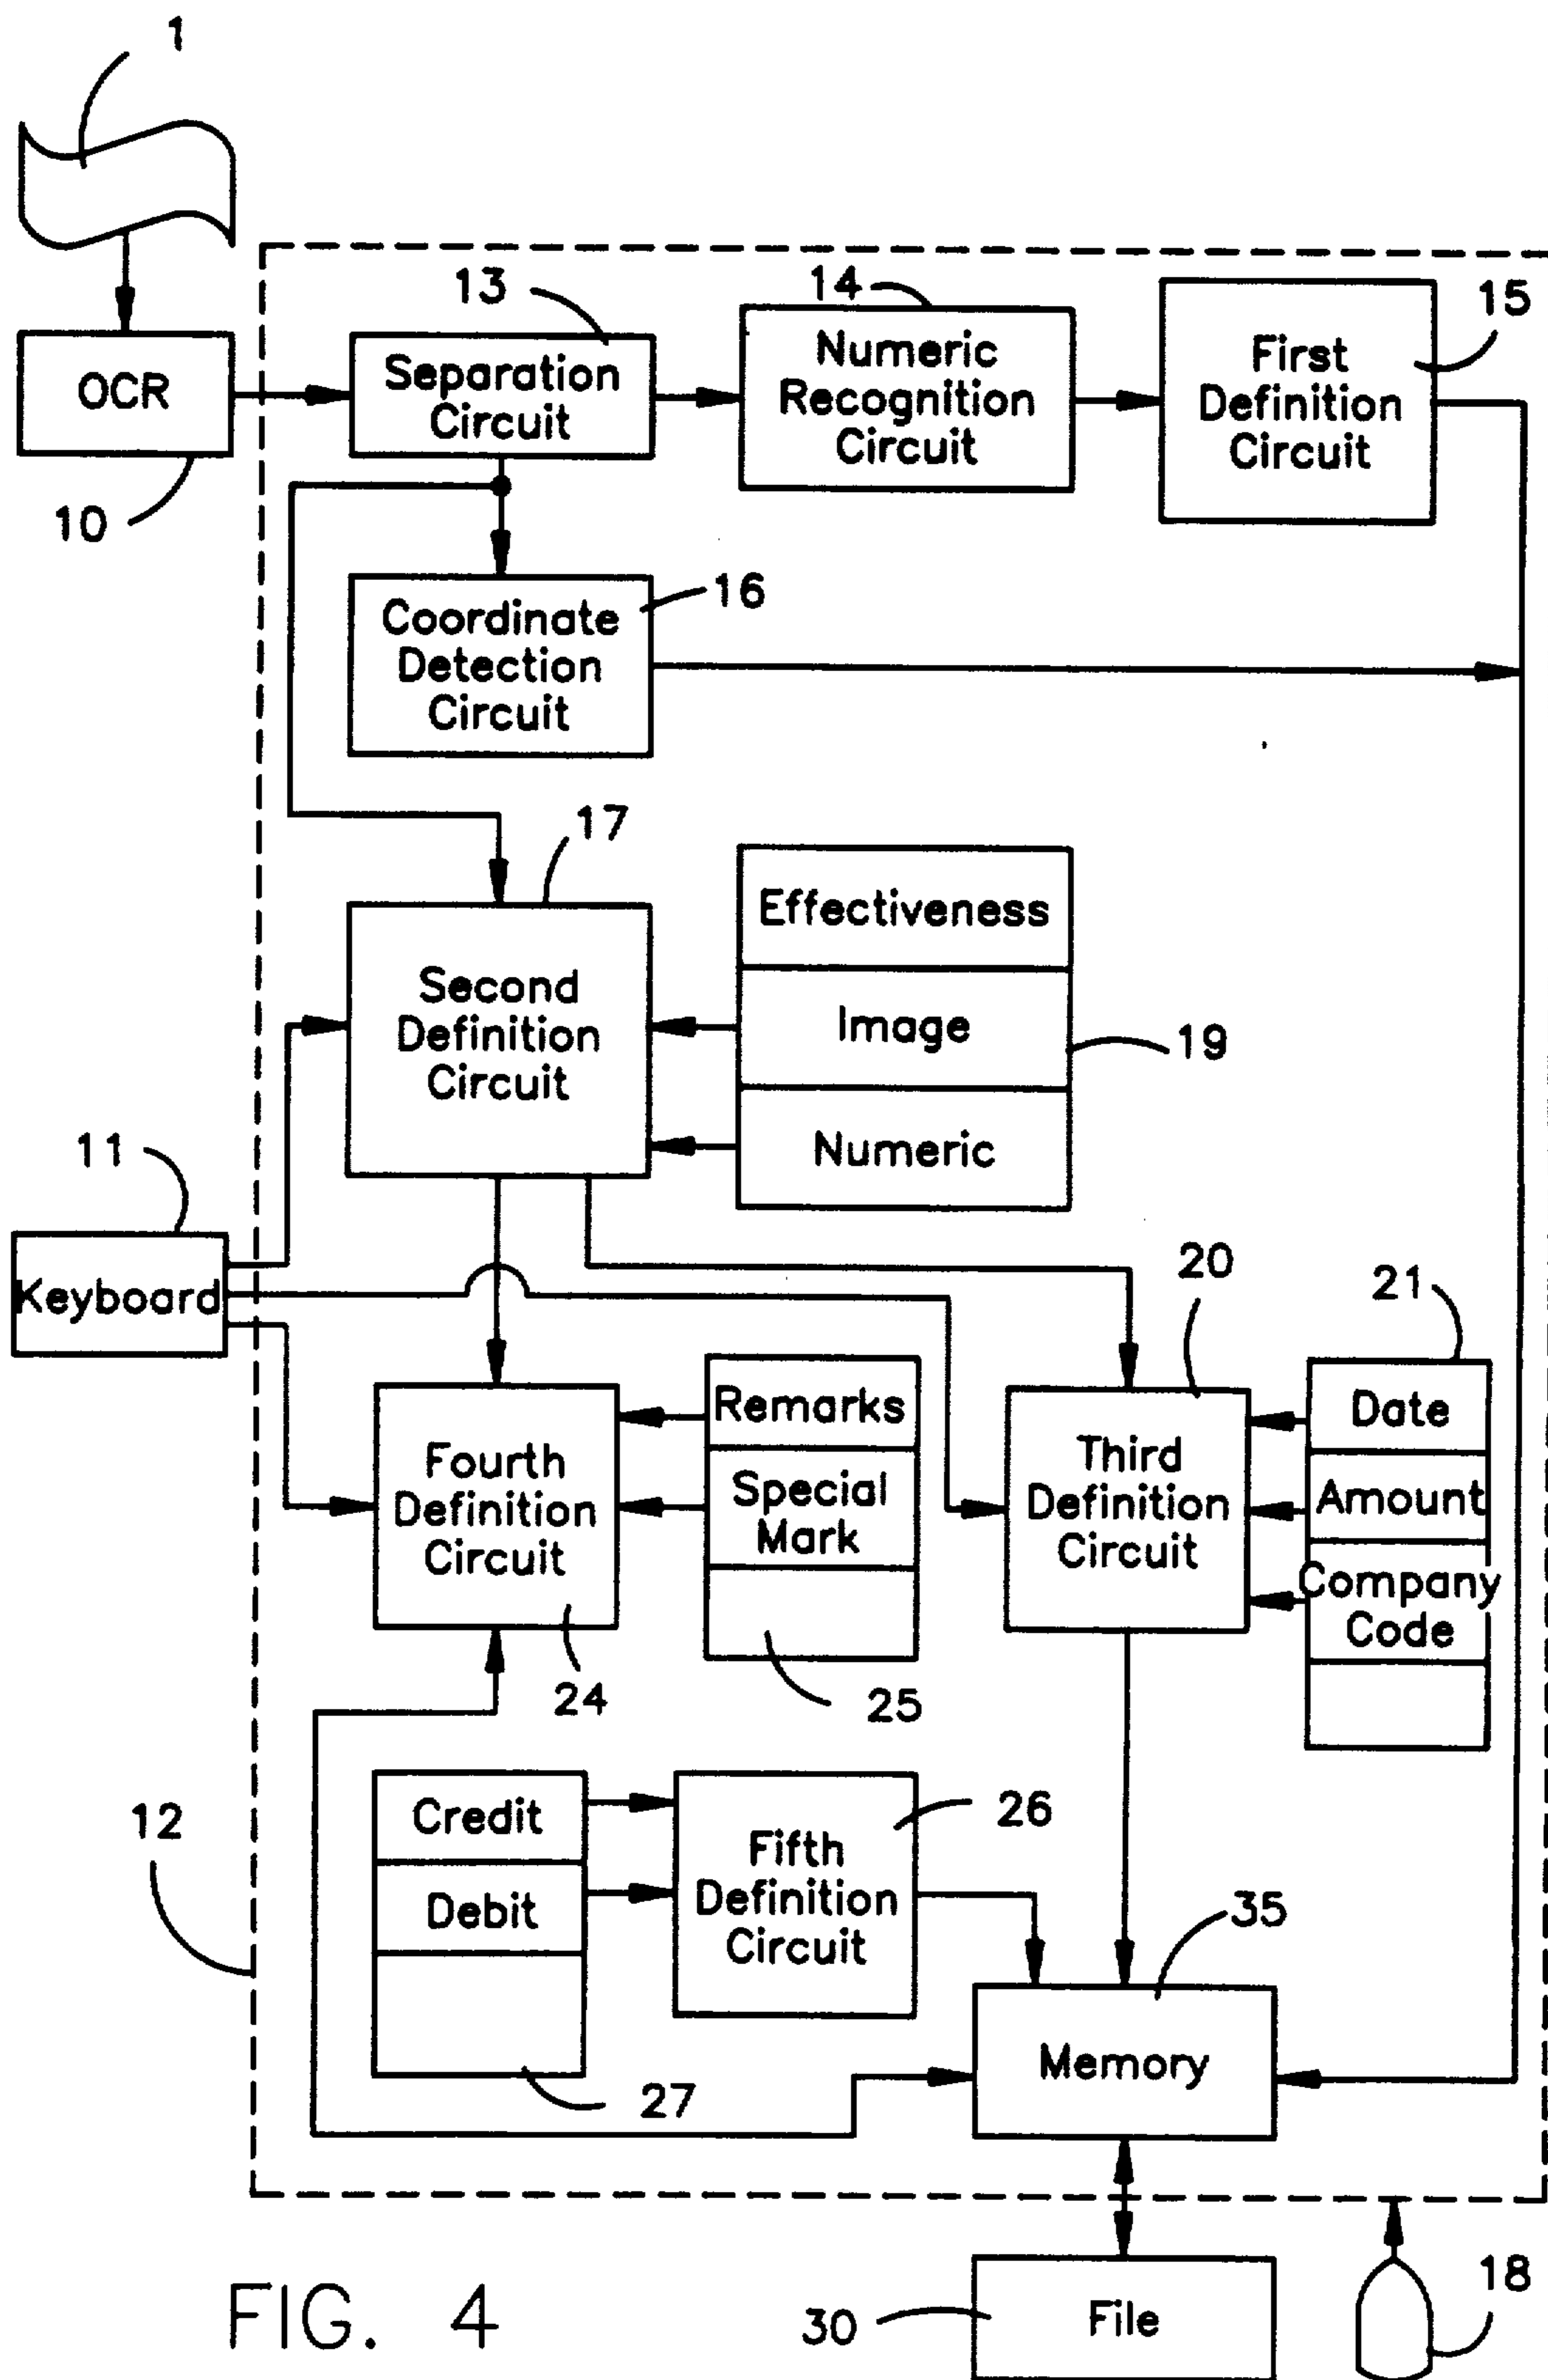 1
13
14
15
OCR
Separation
Circuit
Numeric
Recognition
Circuit
First
Definition
Circuit
10
16
Coordinate
Detection
Circuit
17
Effectiveness
Second
Definition
Circuit
Image
19
Numeric
11
Keyboard
20
21
Remarks
Date
Fourth
Definition
Circuit
Special
Mark
Third
Definition
Circuit
Amount
Company
Code
24
25
12
Credit
26
Fifth
Definition
Circuit
Debit
35
Memory
27
18
FIG. 4
30
File